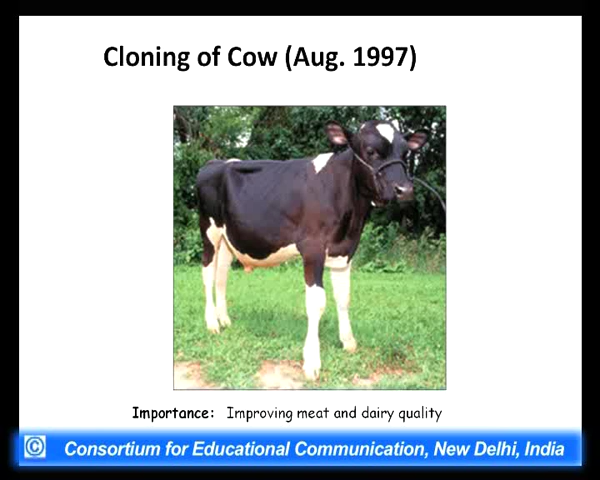 Cloning of Cow (Aug. 1997)
Importance: Improving meat and dairy quality
© Consortium for Educational Communication, New Delhi, India